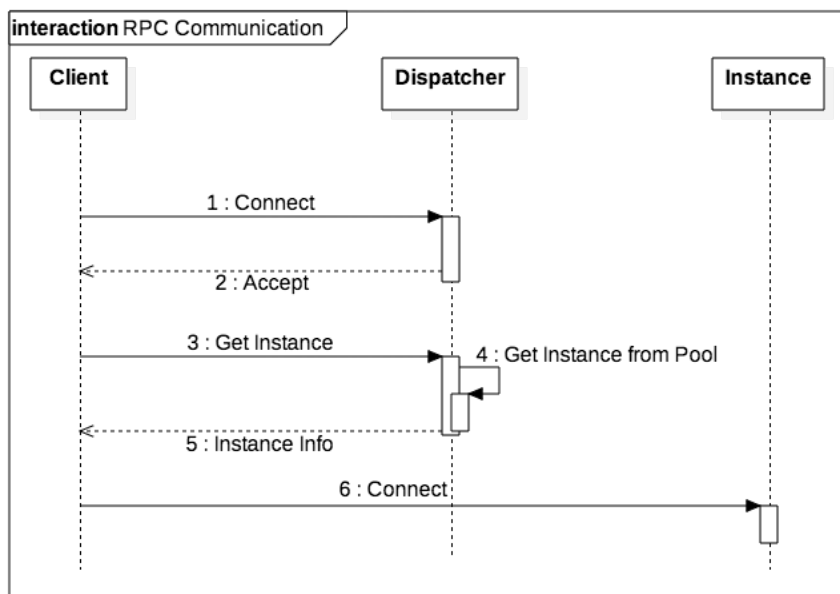 interaction RPC Communication
Client
Dispatcher
Instance
1 : Connect
2 : Accept
3 : Get Instance
4 : Get Instance from Pool
5 : Instance Info
6 : Connect